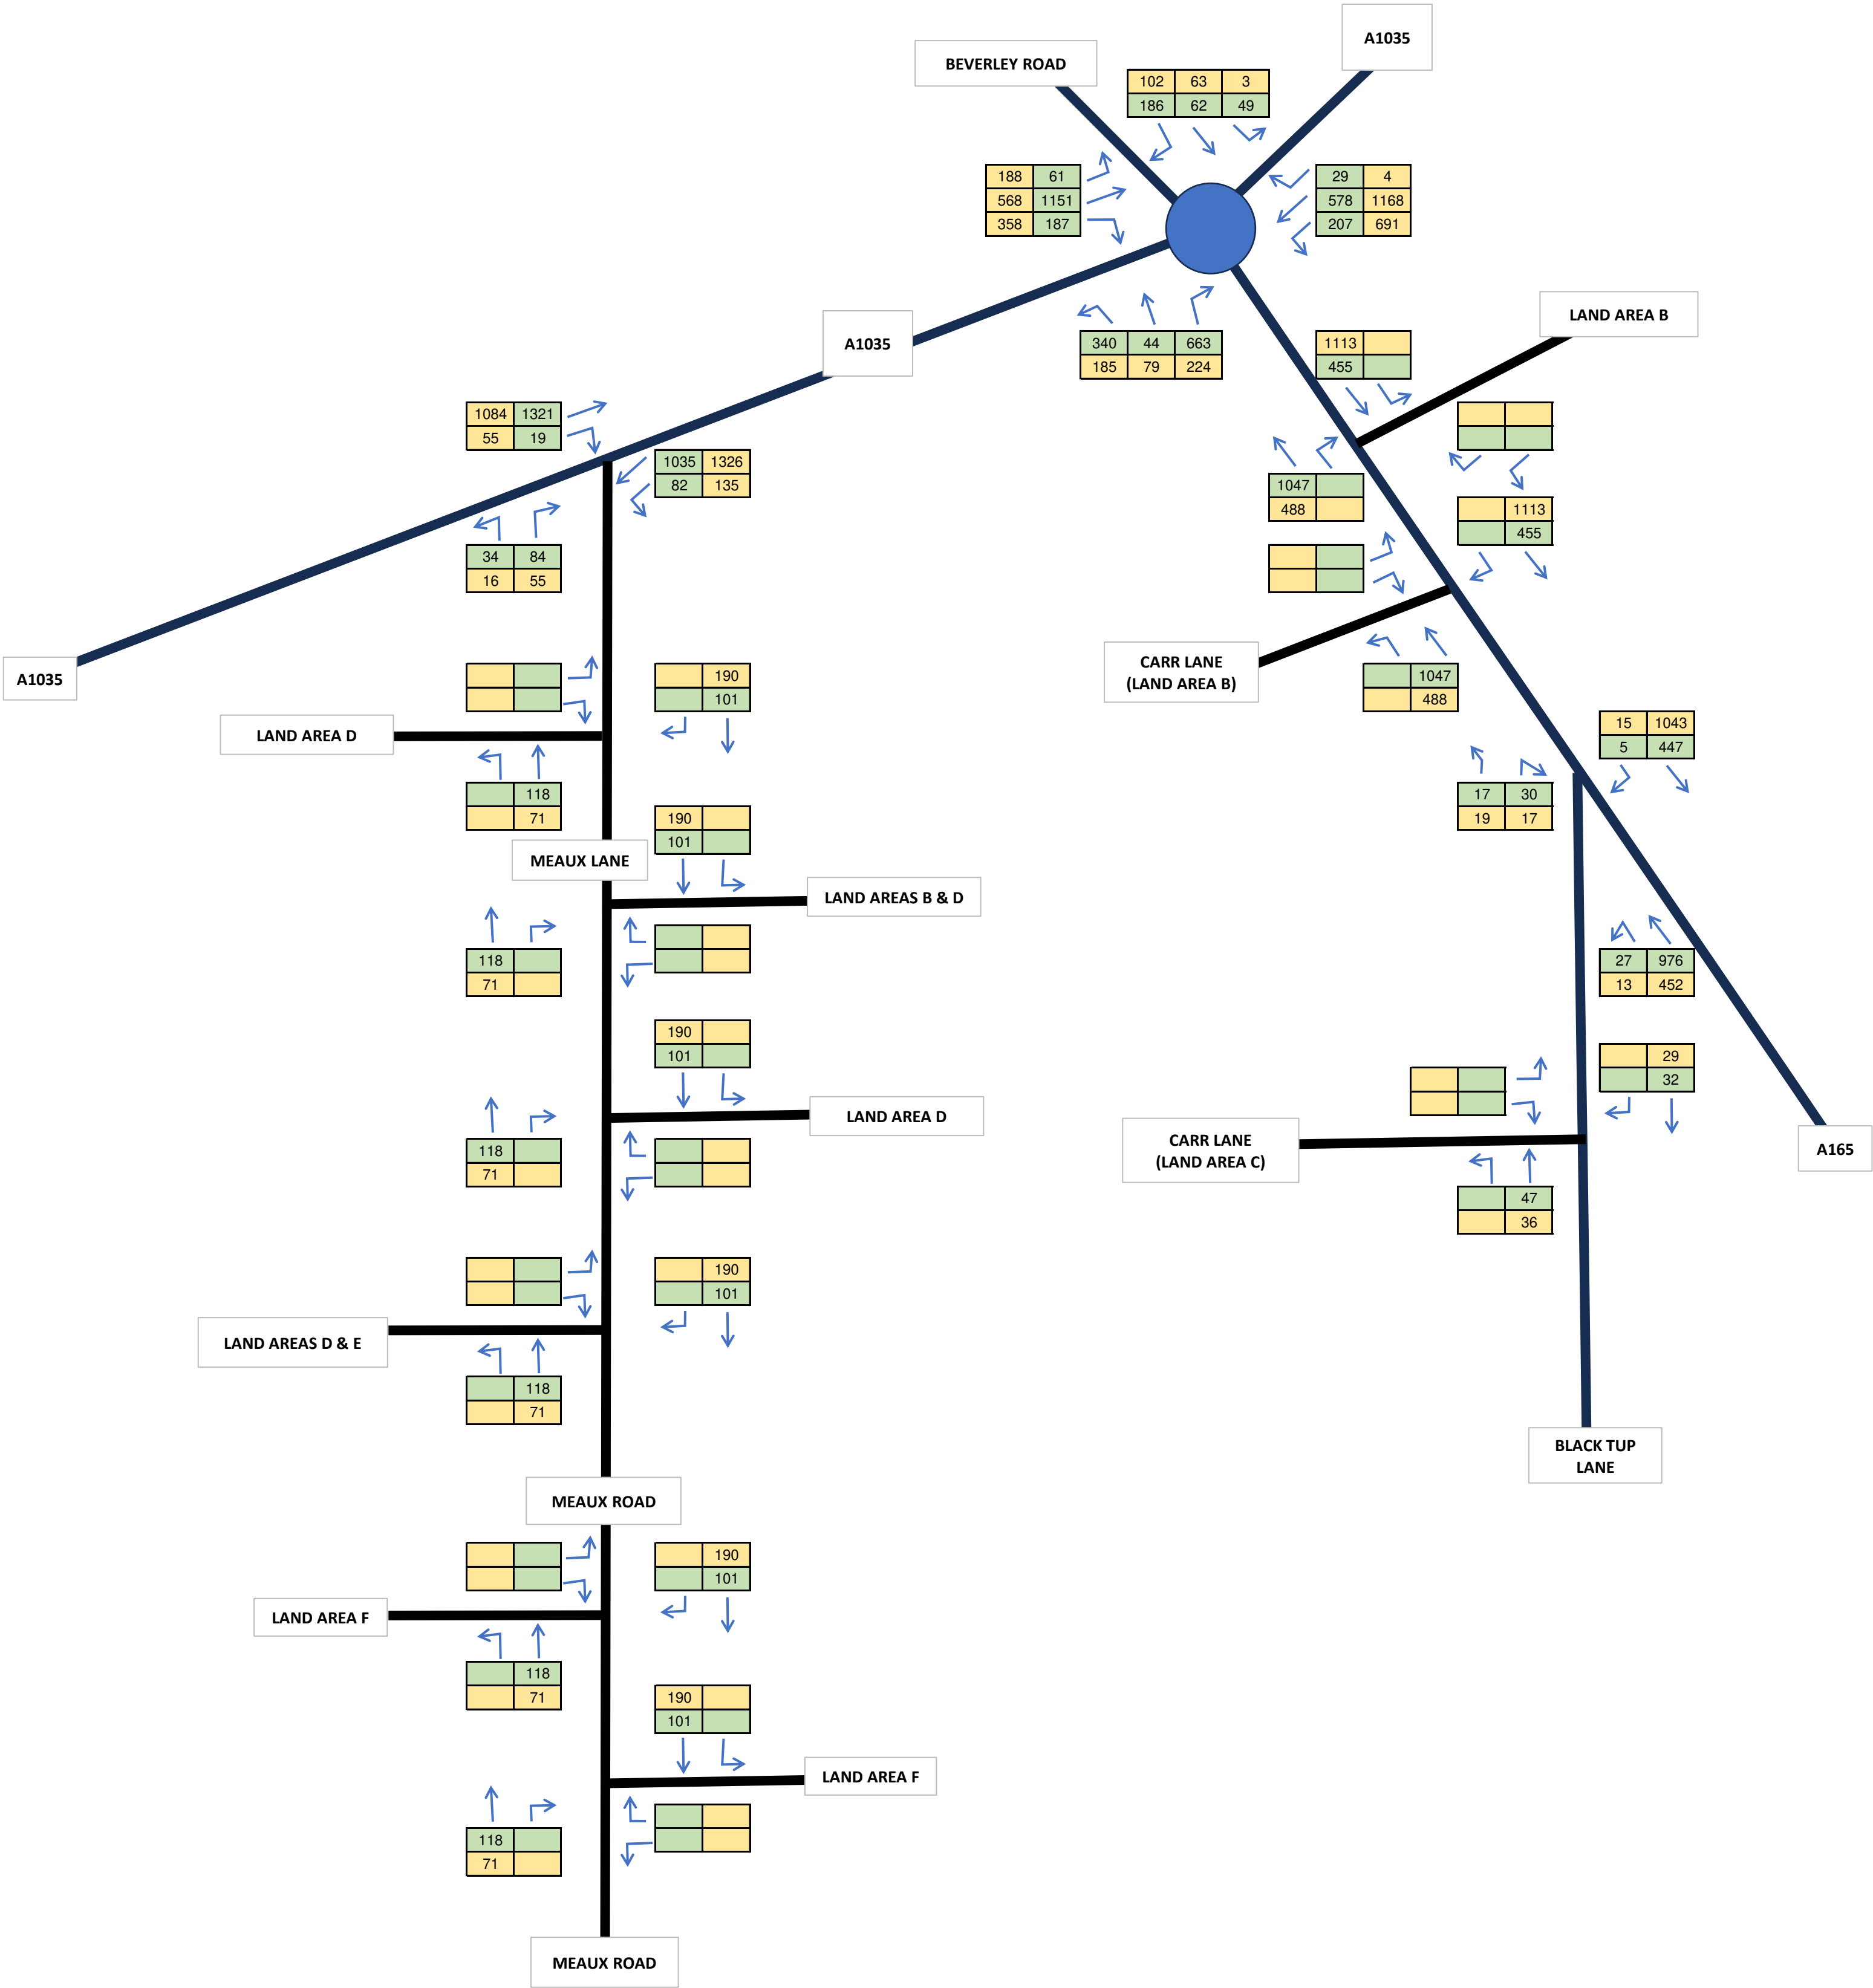 A1035
BEVERLEY ROAD
102 63 3
186 62 49
188 61
568 1151
358 187
29 4
578 1168
207 691
LAND AREA B
A1035
340 44 663
185 79 224
1113
455
1084 1321
55 19
1035 1326
82 135
1047
488
1113
455
34 84
16 55
CARR LANE
(LAND AREA B)
1047
488
A1035
190
101
LAND AREA D
15 1043
5 447
118
71
17 30
19 17
190
101
MEAUX LANE
LAND AREAS B & D
118
71
27 976
13 452
190
101
29
32
LAND AREA D
118
71
CARR LANE
(LAND AREA C)
A165
47
36
190
101
LAND AREAS D & E
118
71
BLACK TUP
LANE
MEAUX ROAD
190
101
LAND AREA F
118
71
190
101
LAND AREA F
118
71
MEAUX ROAD